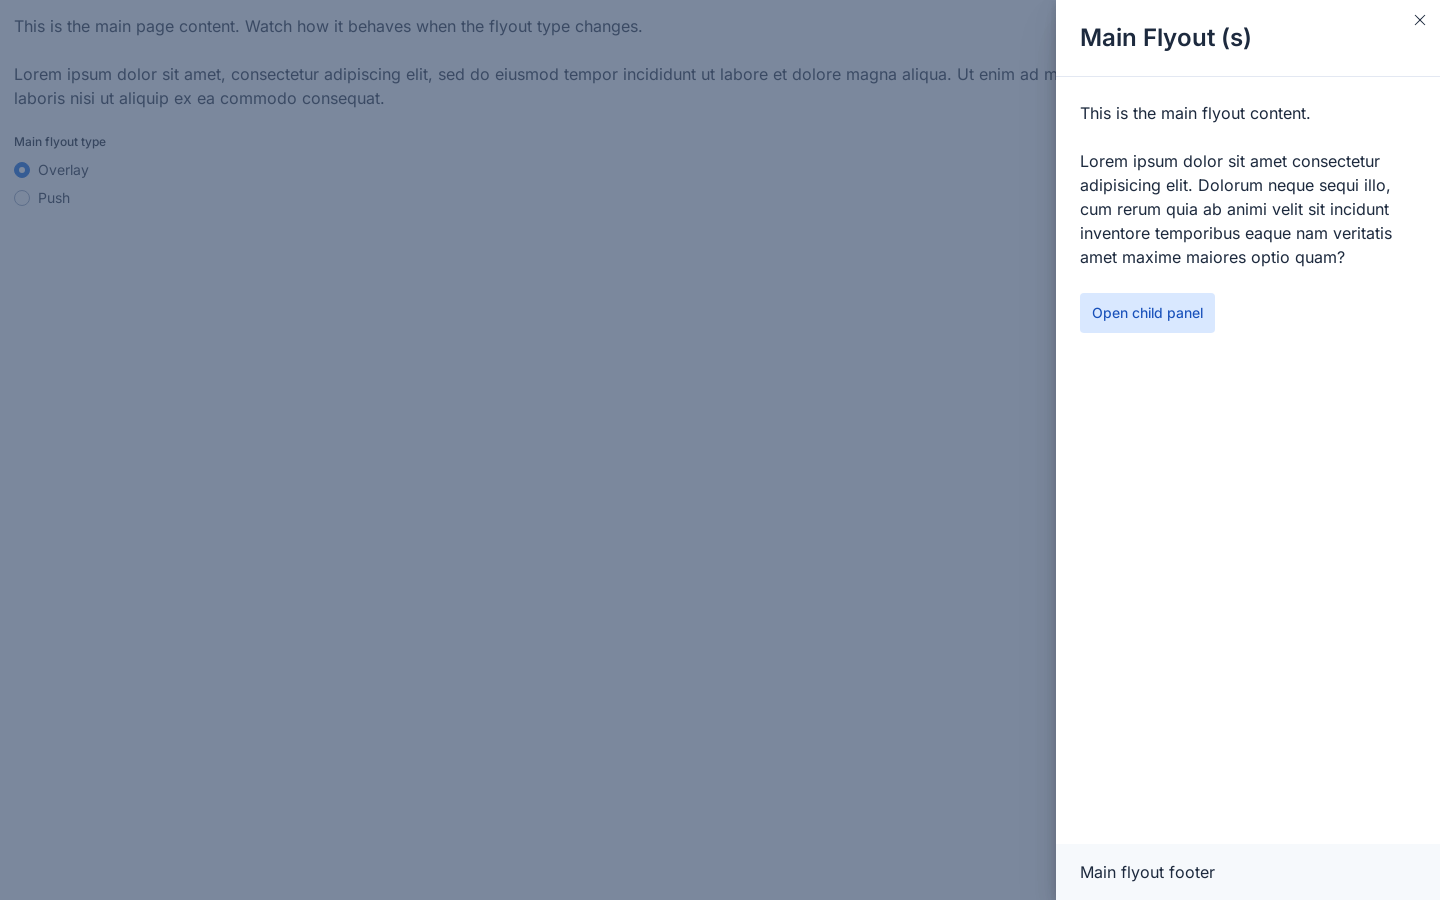 This is the main page content. Watch how it behaves when the flyout type changes.
Lorem ipsum dolor sit amet, consectetur adipiscing elit, sed do eiusmod tempor incididunt ut labore et dolore magna aliqua. Ut enim ad
laboris nisi ut aliquip ex ea commodo consequat.
Main flyout type
Overlay
Push
Main Flyout (s)
This is the main flyout content.
Lorem ipsum dolor sit amet consectetur
adipisicing elit. Dolorum neque sequi illo,
cum rerum quia ab animi velit sit incidunt
inventore temporibus eaque nam veritatis
amet maxime maiores optio quam?
Open child panel
Main flyout footer